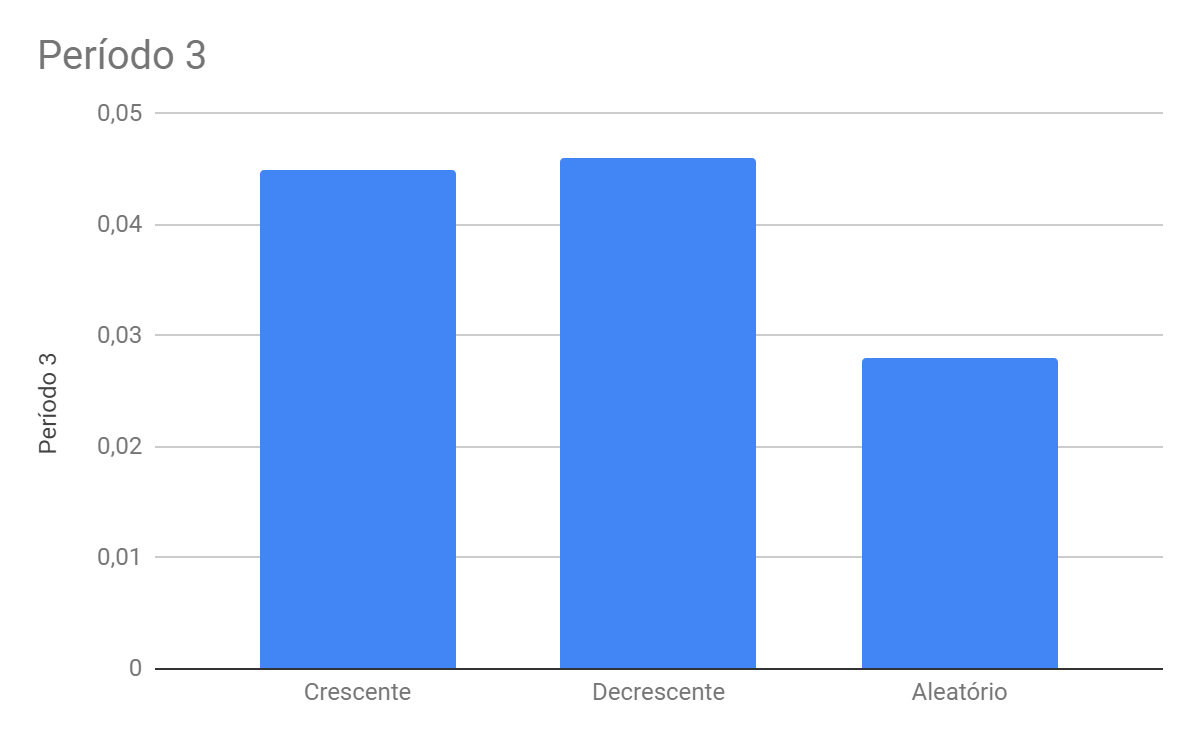 Período 3
0,05
0,04
0,03
0,02
0,01
0
Período 3
Crescente
Decrescente
Aleatório